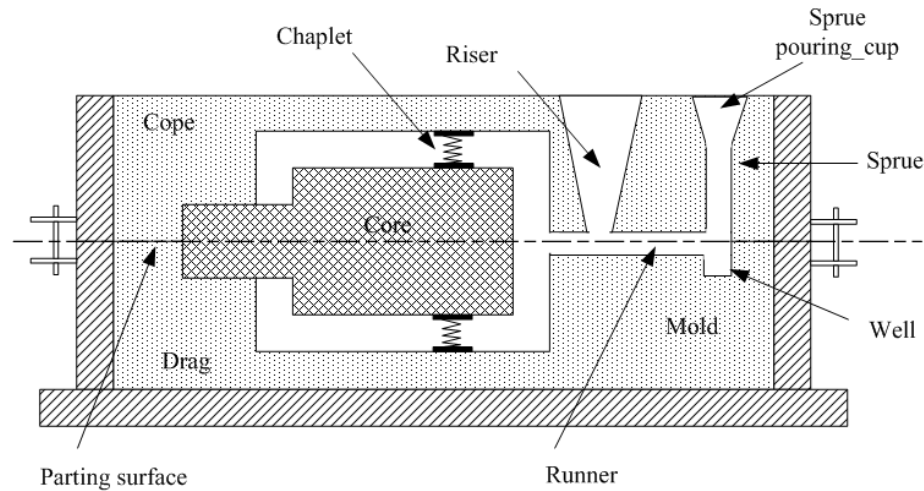 Sprue
pouring_cup
Chaplet
Riser
Cope
Sprue
Core
Mold
Well
Drag
Parting surface
Runner